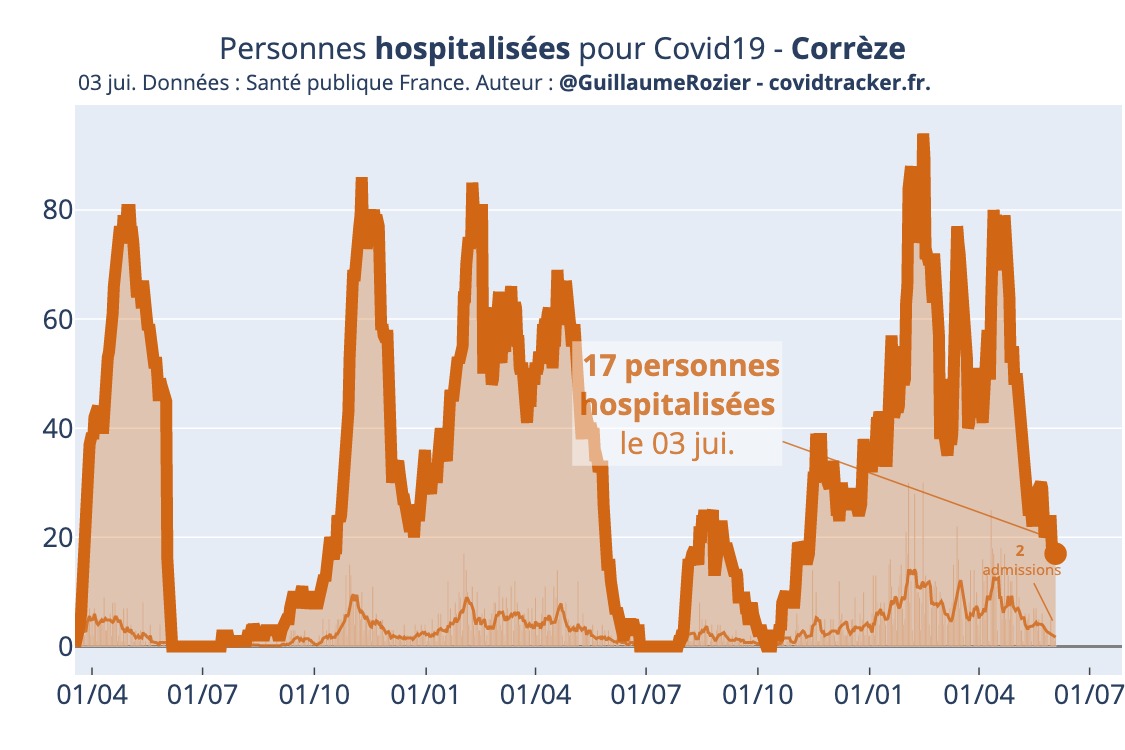 Personnes hospitalisées pour Covid19 - Corrèze
03 jui. Données : Santé publique France. Auteur : @GuillaumeRozier - covidtracker.fr.
80
60
40
20
0
17 personnes
hospitalisées
le 03 jui.
2
admissions
01/04 01/07 01/10 01/01 01/04 01/07 01/10 01/01 01/04 01/07